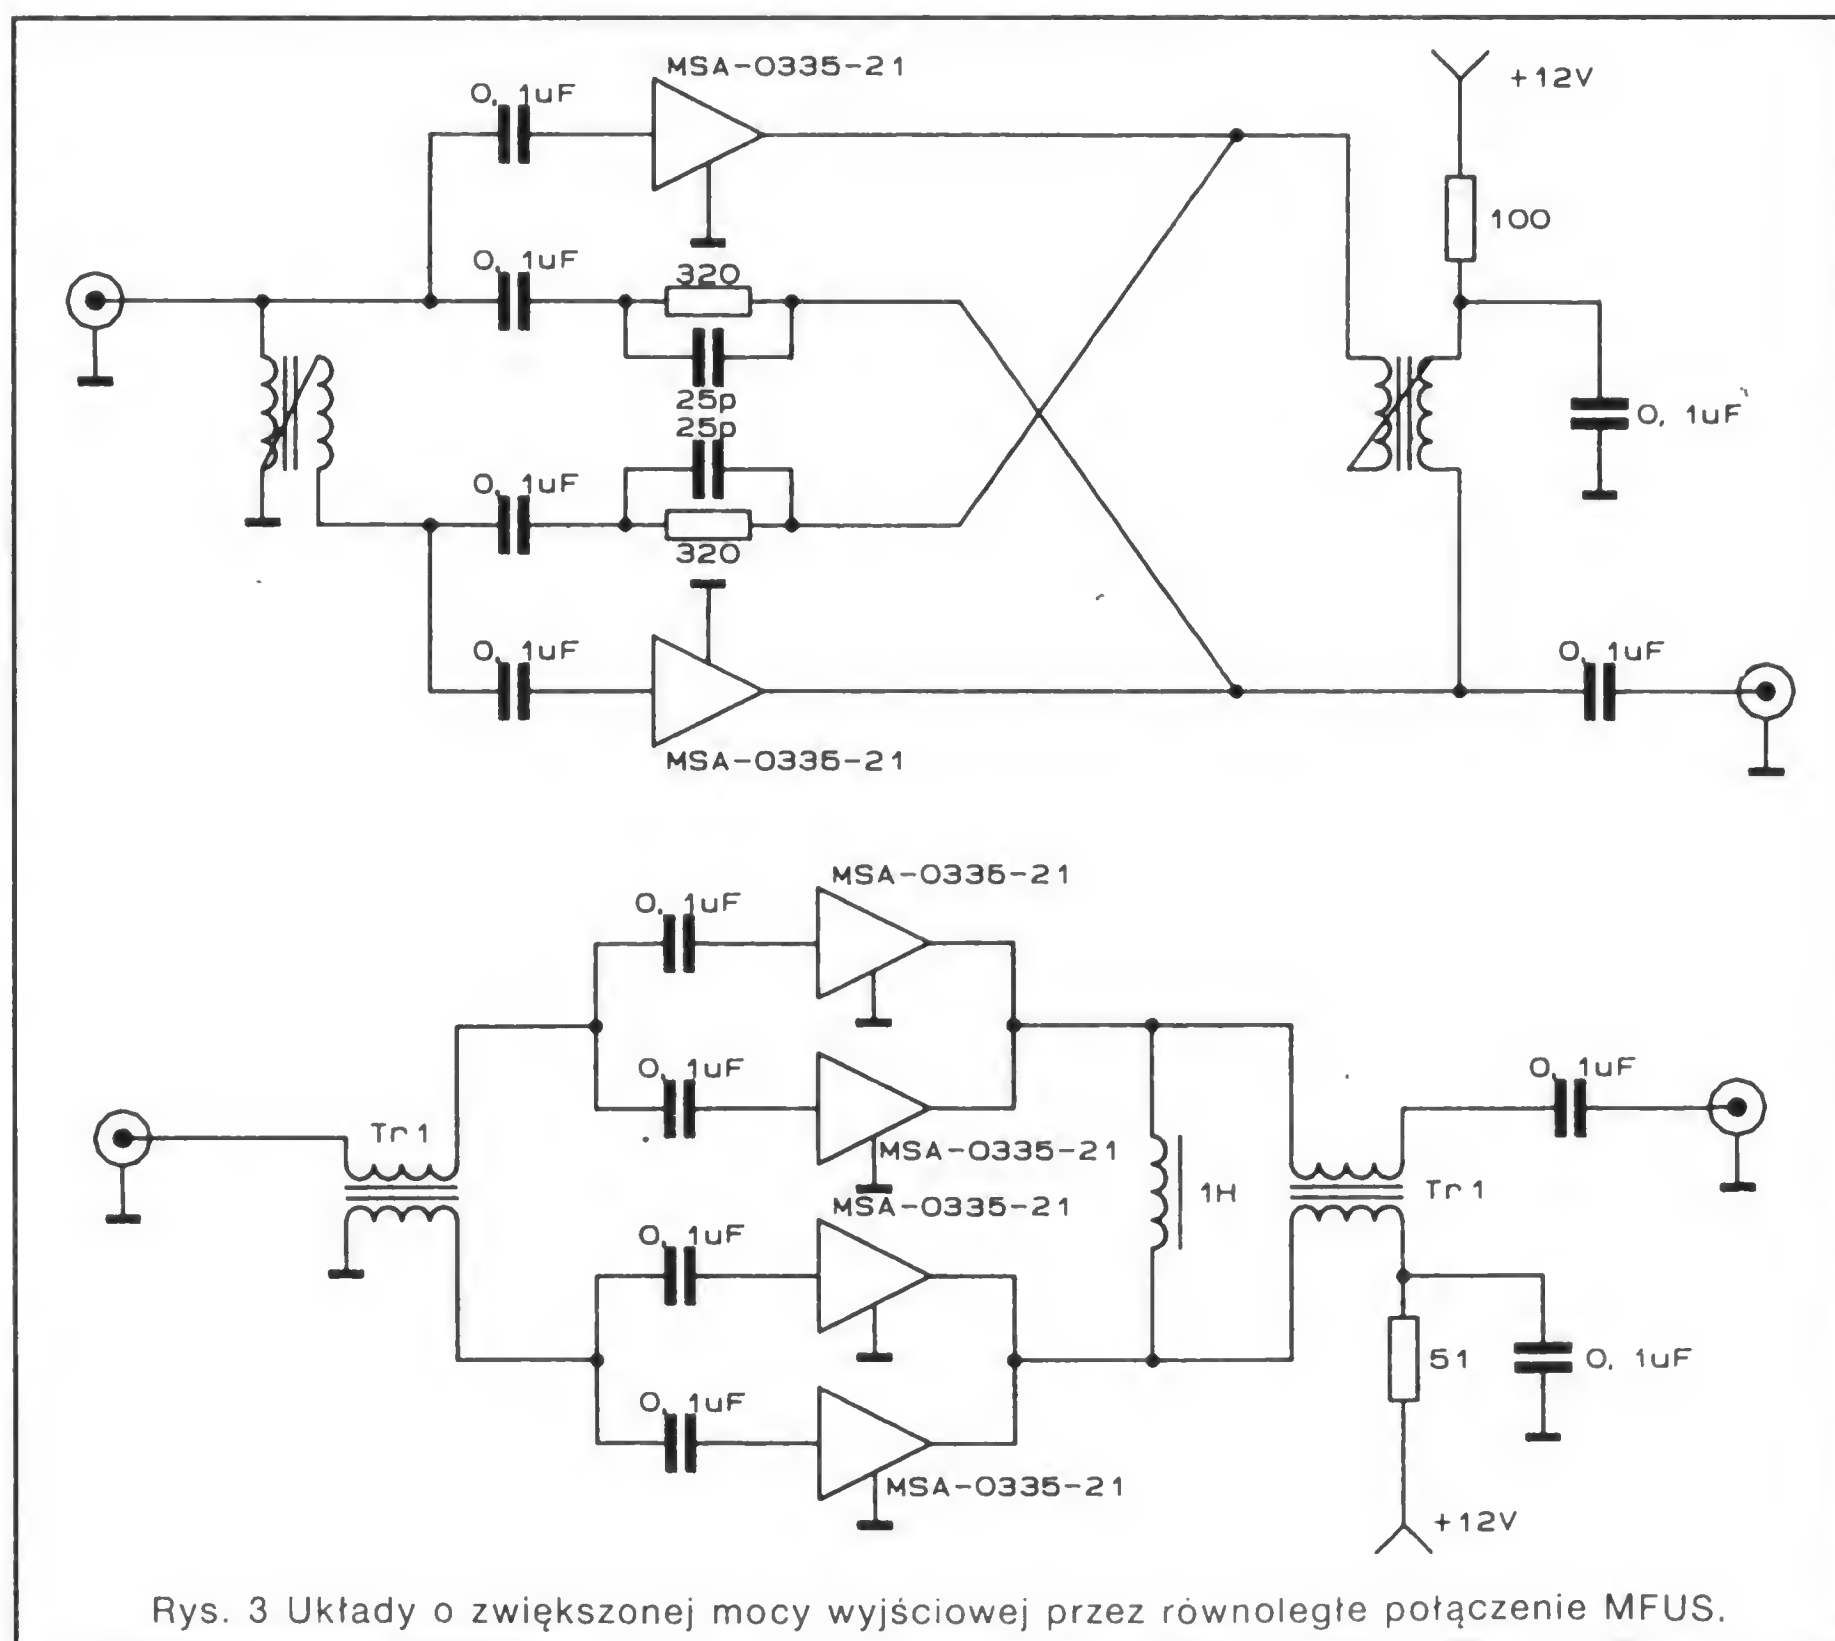 MSA-0335-21
0, 1uF
+12V
100
0, 1uF
320
25p
25p
0, 1uF
0, 1uF
320
0, 1uF
0, 1uF
MSA-0335-21
MSA-0335-21
0, 1uF
0, 1uF
0, 1uF
Tr1
MSA-0335-21
1H
Tr1
MSA-0335-21
0, 1uF
51
0, 1uF
0, 1uF
MSA-0335-21
+12V
Rys. 3 Układy o zwiększonej mocy wyjściowej przez równoległe połączenie MFUS.